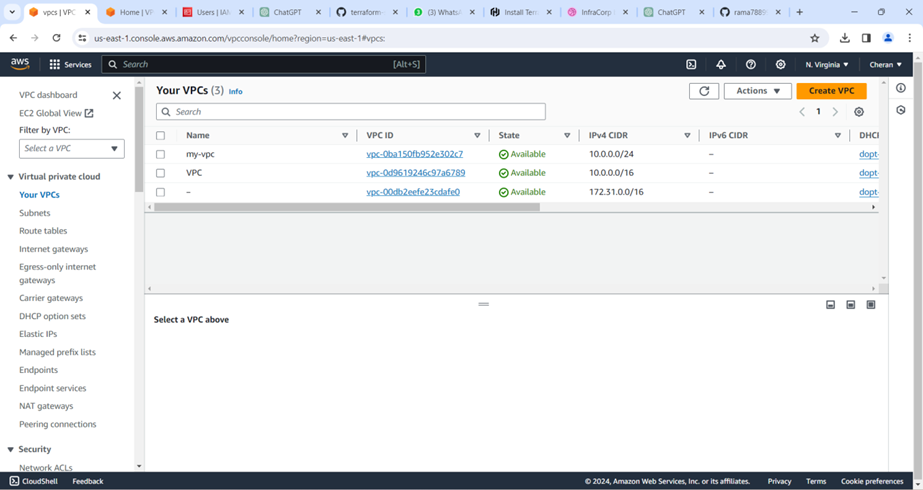 vpcs | VPC
Home | VP
Users | IAM
ChatGPT
terraform-
(3) WhatsA
Install Terr
InfraCorp
ChatGPT
rama7889
us-east-1.console.aws.amazon.com/vpcconsole/home?region=us-east-1#vpcs:
aws
Services
Search
[Alt+S]
N. Virginia
Cheran
VPC dashboard
EC2 Global View
Filter by VPC:
Select a VPC
Virtual private cloud
Your VPCs
Subnets
Route tables
Internet gateways
Egress-only internet
gateways
Carrier gateways
DHCP option sets
Elastic IPs
Managed prefix lists
Endpoints
Endpoint services
NAT gateways
Peering connections
Security
Network ACLs
Your VPCs (3) Info
Actions
Create VPC
Search
1
Name VPC ID State IPv4 CIDR IPv6 CIDR DHCP
my-vpc vpc-0ba150fb952e302c7 Available 10.0.0.0/24 – dopt-
VPC vpc-0d9619246c97a6789 Available 10.0.0.0/16 – dopt-
– vpc-00db2eefe23cdafe0 Available 172.31.0.0/16 – dopt-
Select a VPC above
CloudShell Feedback © 2024, Amazon Web Services, Inc. or its affiliates. Privacy Terms Cookie preferences